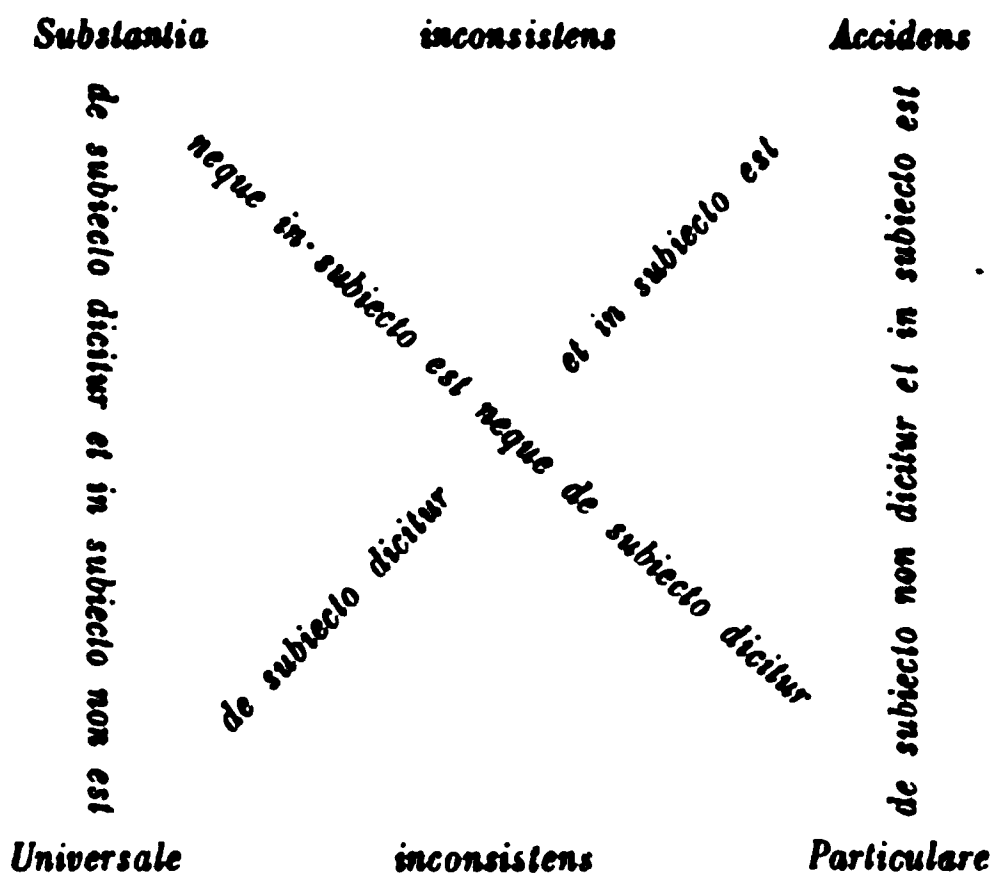 Substantia inconsistens Accidens
de subiecto dicitur et in subiecto non est
neque in subiecto est neque de subiecto dicitur
de subiecto dicitur et in subiecto est
de subiecto non dicitur et in subiecto est
Universale inconsistens Particulare